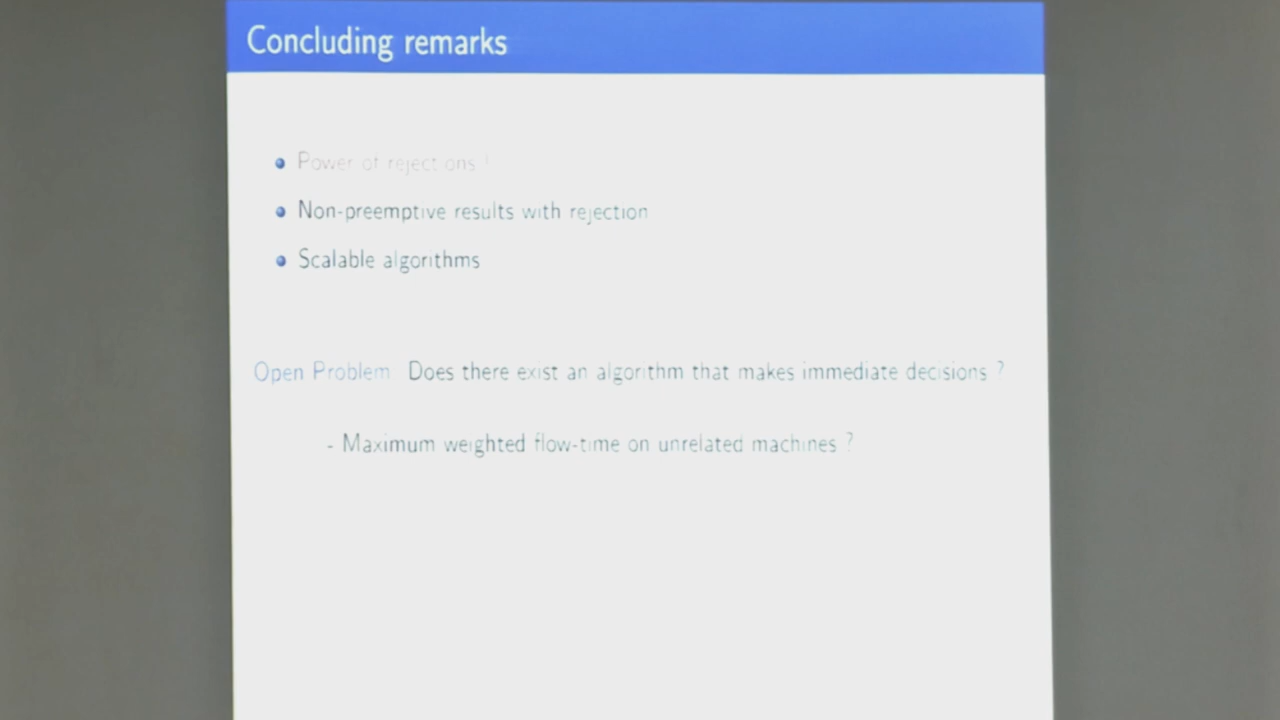 Concluding remarks
Power of rejections !
Non-preemptive results with rejection
Scalable algorithms
Open Problem Does there exist an algorithm that makes immediate decisions ?
- Maximum weighted flow-time on unrelated machines ?